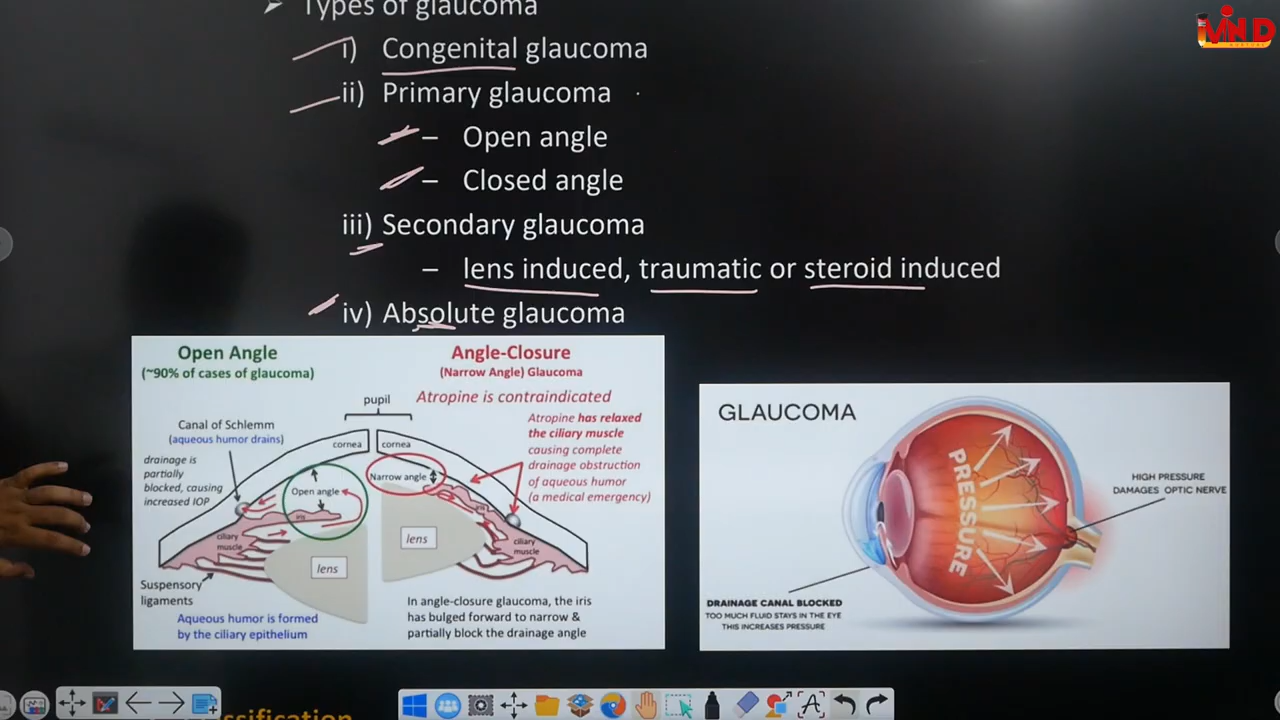 Types of glaucoma
i) Congenital glaucoma
ii) Primary glaucoma
– Open angle
– Closed angle
iii) Secondary glaucoma
– lens induced, traumatic or steroid induced
iv) Absolute glaucoma
Open Angle
(~90% of cases of glaucoma)
Canal of Schlemm
(aqueous humor drains)
drainage is
partially
blocked, causing
increased IOP
pupil
cornea
Open angle
iris
ciliary
muscle
lens
Suspensory
ligaments
Aqueous humor is formed
by the ciliary epithelium
Angle-Closure
(Narrow Angle) Glaucoma
Atropine is contraindicated
Atropine has relaxed
the ciliary muscle
causing complete
drainage obstruction
of aqueous humor
(a medical emergency)
cornea
Narrow angle
iris
lens
ciliary
muscle
In angle-closure glaucoma, the iris
has bulged forward to narrow &
partially block the drainage angle
GLAUCOMA
PRESSURE
HIGH PRESSURE
DAMAGES OPTIC NERVE
DRAINAGE CANAL BLOCKED
TOO MUCH FLUID STAYS IN THE EYE
THIS INCREASES PRESSURE